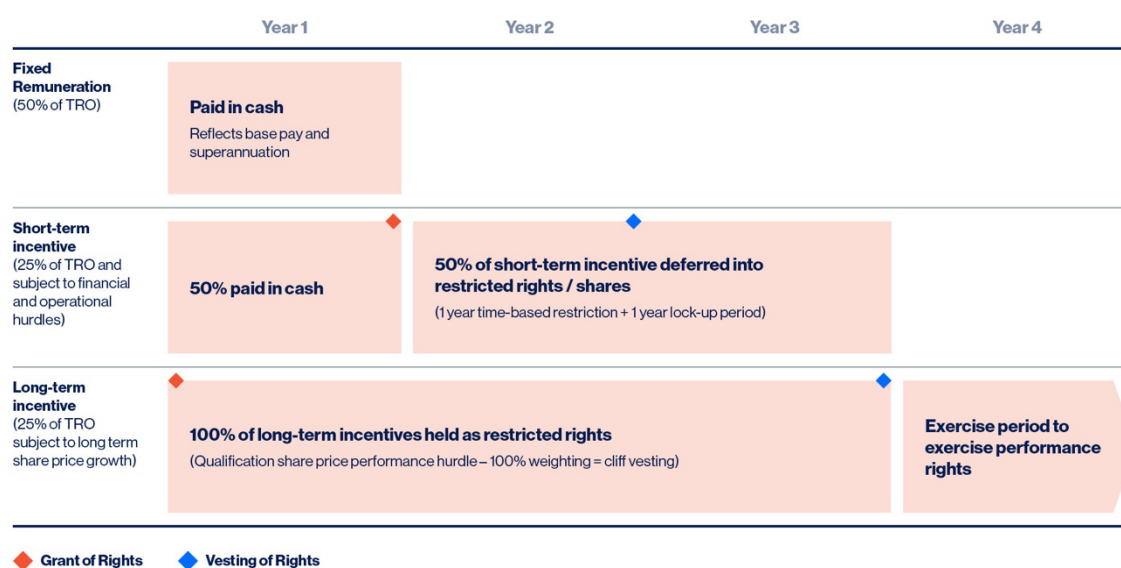 Year 1 Year 2 Year 3 Year 4
Fixed
Remuneration
(50% of TRO)
Paid in cash
Reflects base pay and
superannuation
Short-term
incentive
(25% of TRO and
subject to financial
and operational
hurdles)
50% paid in cash
50% of short-term incentive deferred into
restricted rights / shares
(1 year time-based restriction + 1 year lock-up period)
Long-term
incentive
(25% of TRO
subject to long term
share price growth)
100% of long-term incentives held as restricted rights
(Qualification share price performance hurdle – 100% weighting = cliff vesting)
Exercise period to
exercise performance
rights
Grant of Rights Vesting of Rights